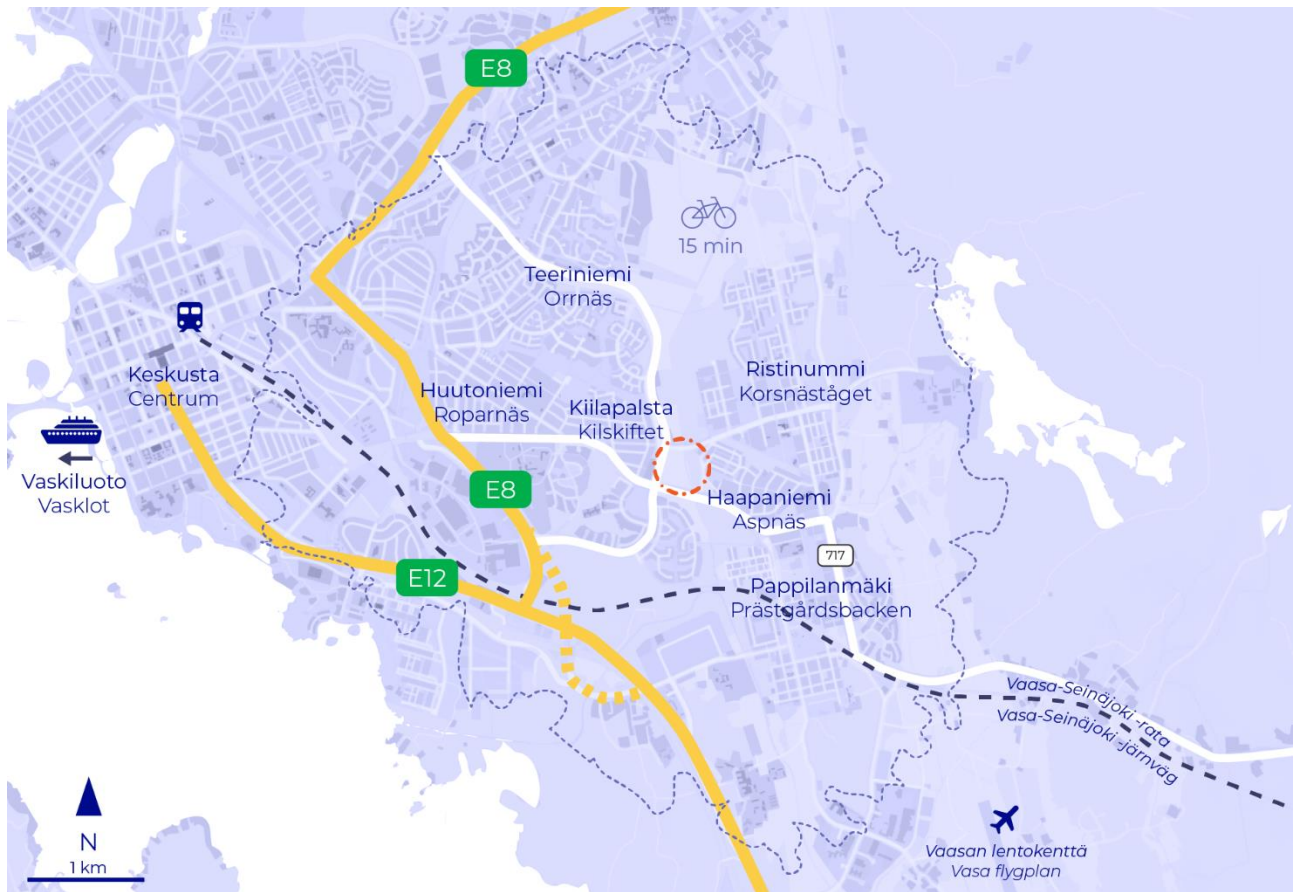 E8
15 min
Teeriniemi
Orrnäs
Ristinummi
Korsnäståget
Keskusta
Centrum
Huutoniemi
Roparnäs
Kiilapalsta
Kilskiftet
Vaskiluoto
Vasklot
E8
Haapaniemi
Aspnäs
717
E12
Pappilanmäki
Prästgårdsbacken
Vaasa-Seinäjoki -rata
Vasa-Seinäjoki -järnväg
N
1 km
Vaasan lentokenttä
Vasa flygplan